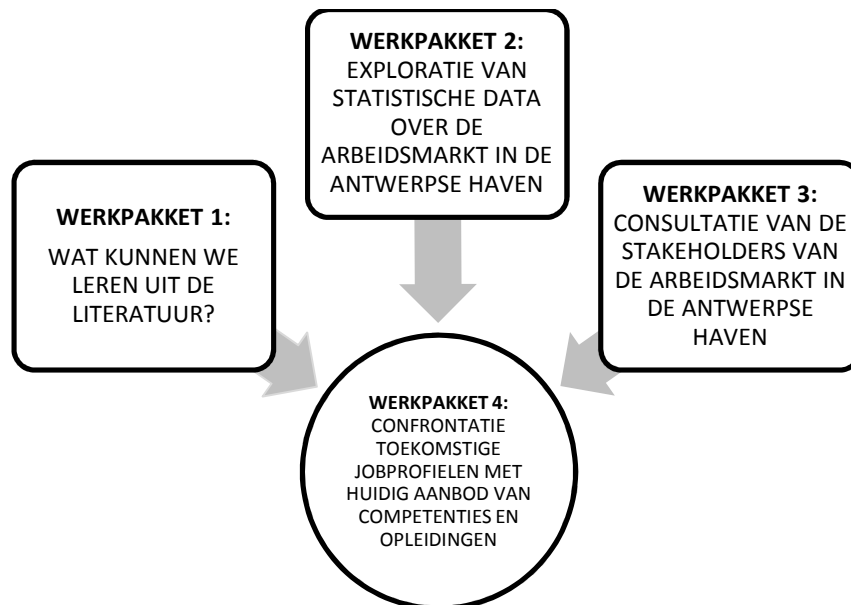 WERKPAKKET 1:
WAT KUNNEN WE
LEREN UIT DE
LITERATUUR?
WERKPAKKET 2:
EXPLORATIE VAN
STATISTISCHE DATA
OVER DE
ARBEIDSMARKT IN DE
ANTWERPSE HAVEN
WERKPAKKET 3:
CONSULTATIE VAN DE
STAKEHOLDERS VAN
DE ARBEIDSMARKT IN
DE ANTWERPSE
HAVEN
WERKPAKKET 4:
CONFRONTATIE
TOEKOMSTIGE
JOBPROFIELEN MET
HUIDIG AANBOD VAN
COMPETENTIES EN
OPLEIDINGEN